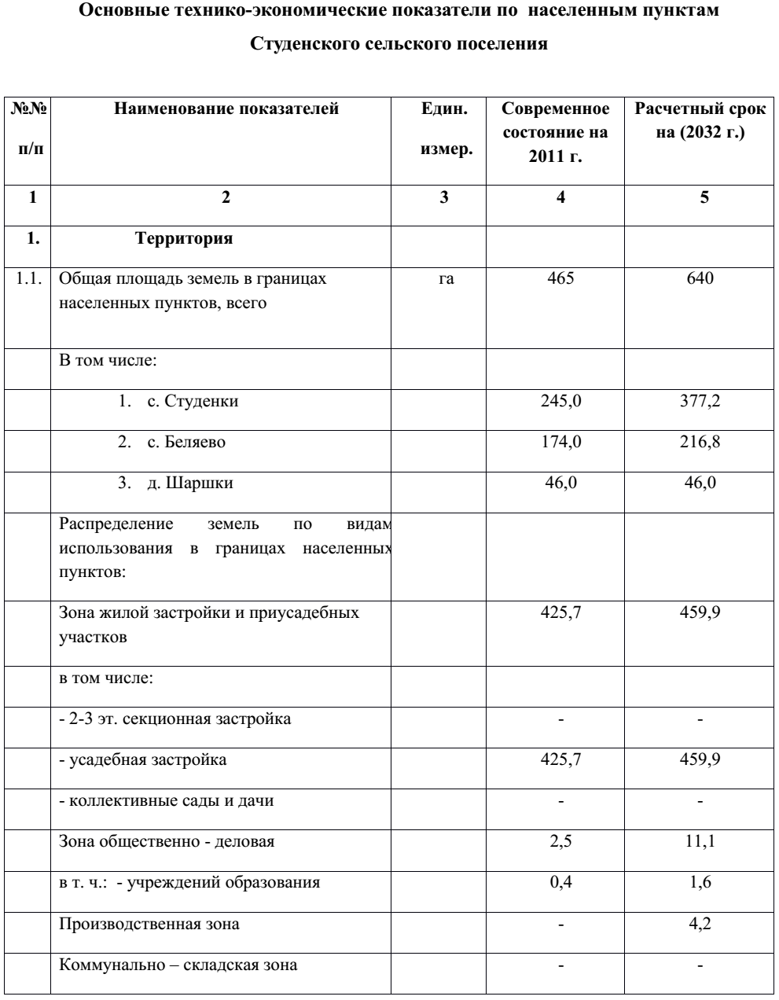 Основные технико-экономические показатели по населенным пунктам
Студенского сельского поселения
№№ п/п Наименование показателей Един. измер. Современное состояние на 2011 г. Расчетный срок на (2032 г.)
1 2 3 4 5
1. Территория
1.1. Общая площадь земель в границах га 465 640
населенных пунктов, всего
В том числе:
1. с. Студенки 245,0 377,2
2. с. Беляево 174,0 216,8
3. д. Шаршки 46,0 46,0
Распределение земель по видам
использования в границах населенных
пунктов:
Зона жилой застройки и приусадебных 425,7 459,9
участков
в том числе:
- 2-3 эт. секционная застройка - -
- усадебная застройка 425,7 459,9
- коллективные сады и дачи - -
Зона общественно - деловая 2,5 11,1
в т. ч.: - учреждений образования 0,4 1,6
Производственная зона - 4,2
Коммунально – складская зона - -